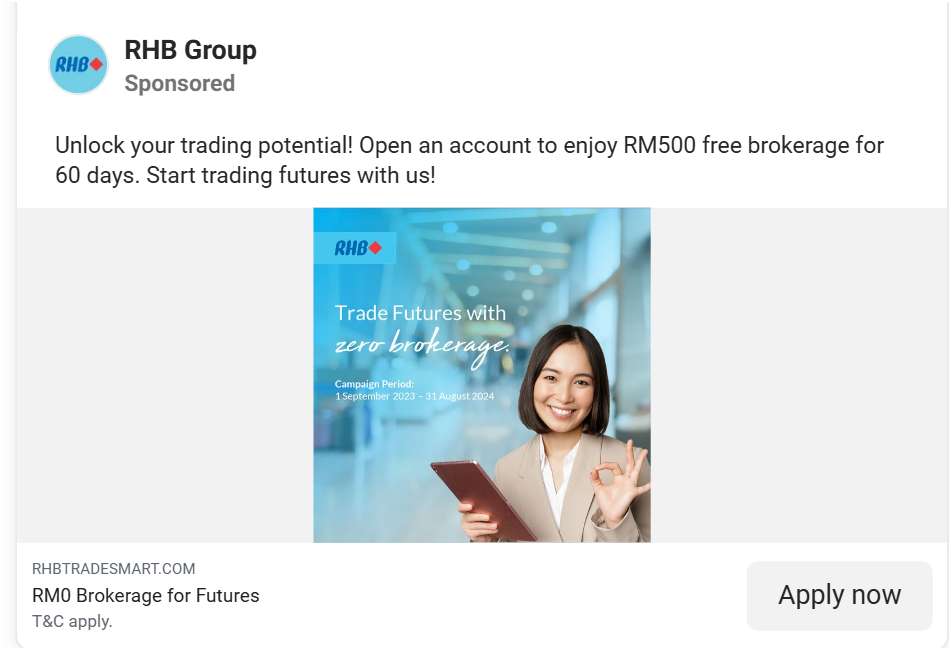 RHB
RHB Group
Sponsored
Unlock your trading potential! Open an account to enjoy RM500 free brokerage for
60 days. Start trading futures with us!
RHB
Trade Futures with
zero brokerage.
Campaign Period:
1 September 2023 – 31 August 2024
RHBTRADESMART.COM
RM0 Brokerage for Futures
T&C apply.
Apply now